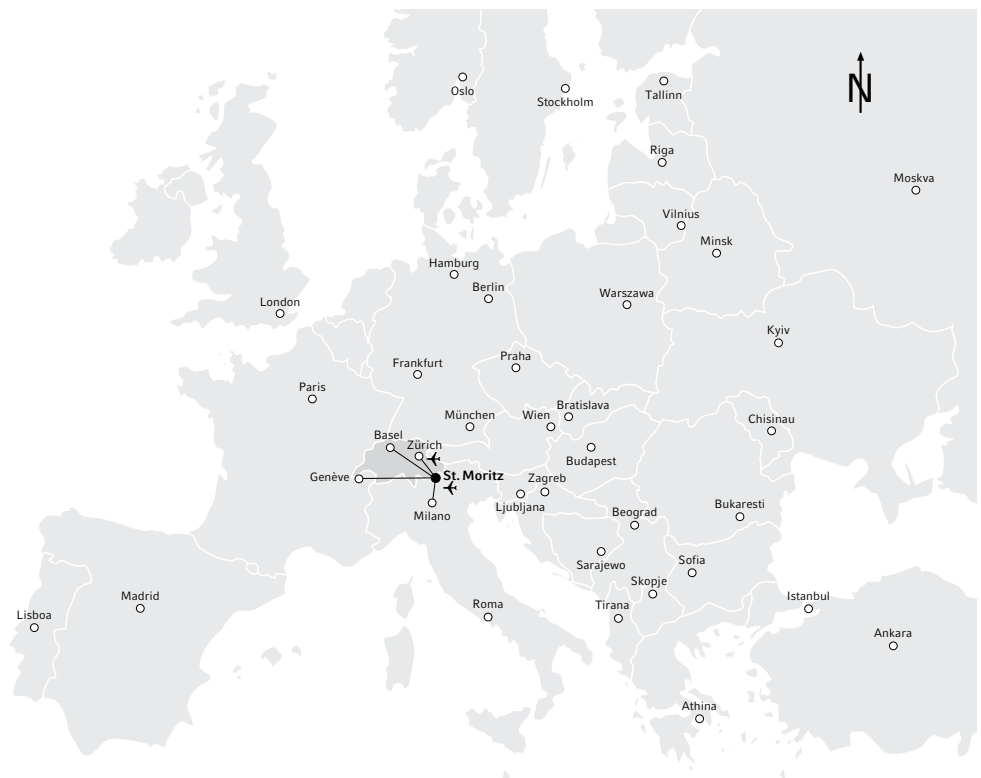 N
Oslo
Stockholm
Tallinn
Riga
Moskva
Vilnius
Minsk
Hamburg
Berlin
Warszawa
London
Kyiv
Praha
Frankfurt
Paris
Bratislava
München
Wien
Chisinau
Basel
Zürich
Budapest
Genève
St. Moritz
Zagreb
Ljubljana
Milano
Beograd
Bukaresti
Sarajewo
Sofia
Skopje
Madrid
Istanbul
Roma
Tirana
Lisboa
Ankara
Athina